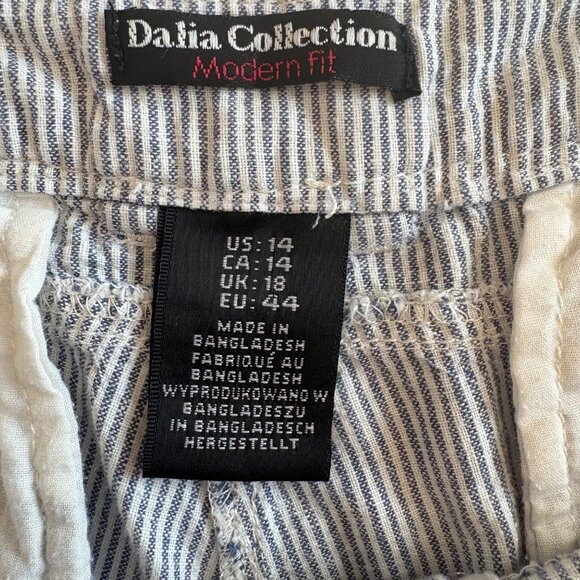 Dalia Collection
Modern fit
US: 14
CA: 14
UK: 18
EU: 44
MADE IN
BANGLADESH
FABRIQUÉ AU
BANGLADESH
WYPRODUKOWANO W
BANGLADESZU
IN BANGLADESCH
HERGESTELLT